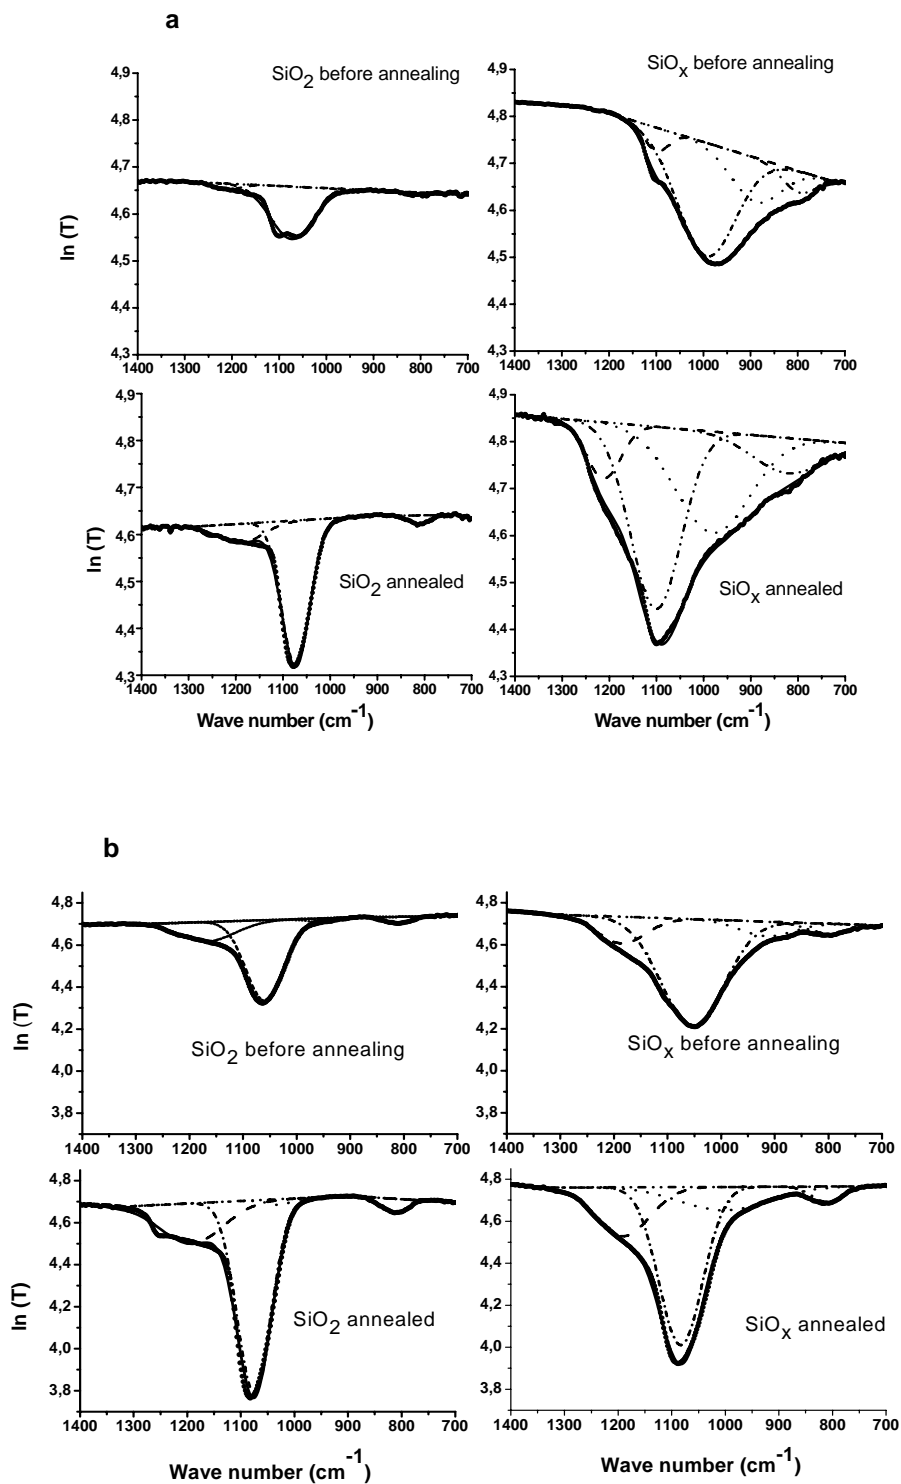 a
SiO2 before annealing
4,9
4,8
4,7
4,6
4,5
4,4
4,3
ln (T)
1400 1300 1200 1100 1000 900 800 700
SiOx before annealing
4,9
4,8
4,7
4,6
4,5
4,4
4,3
1400 1300 1200 1100 1000 900 800 700
4,9
4,8
4,7
4,6
4,5
4,4
4,3
ln (T)
SiO2 annealed
1400 1300 1200 1100 1000 900 800 700
Wave number (cm-1)
4,9
4,8
4,7
4,6
4,5
4,4
4,3
SiOx annealed
1400 1300 1200 1100 1000 900 800 700
Wave number (cm-1)
b
4,8
4,6
4,4
4,2
4,0
3,8
ln (T)
SiO2 before annealing
1400 1300 1200 1100 1000 900 800 700
4,8
4,6
4,4
4,2
4,0
3,8
SiOx before annealing
1400 1300 1200 1100 1000 900 800 700
4,8
4,6
4,4
4,2
4,0
3,8
ln (T)
SiO2 annealed
1400 1300 1200 1100 1000 900 800 700
Wave number (cm-1)
4,8
4,6
4,4
4,2
4,0
3,8
SiOx annealed
1400 1300 1200 1100 1000 900 800 700
Wave number (cm-1)